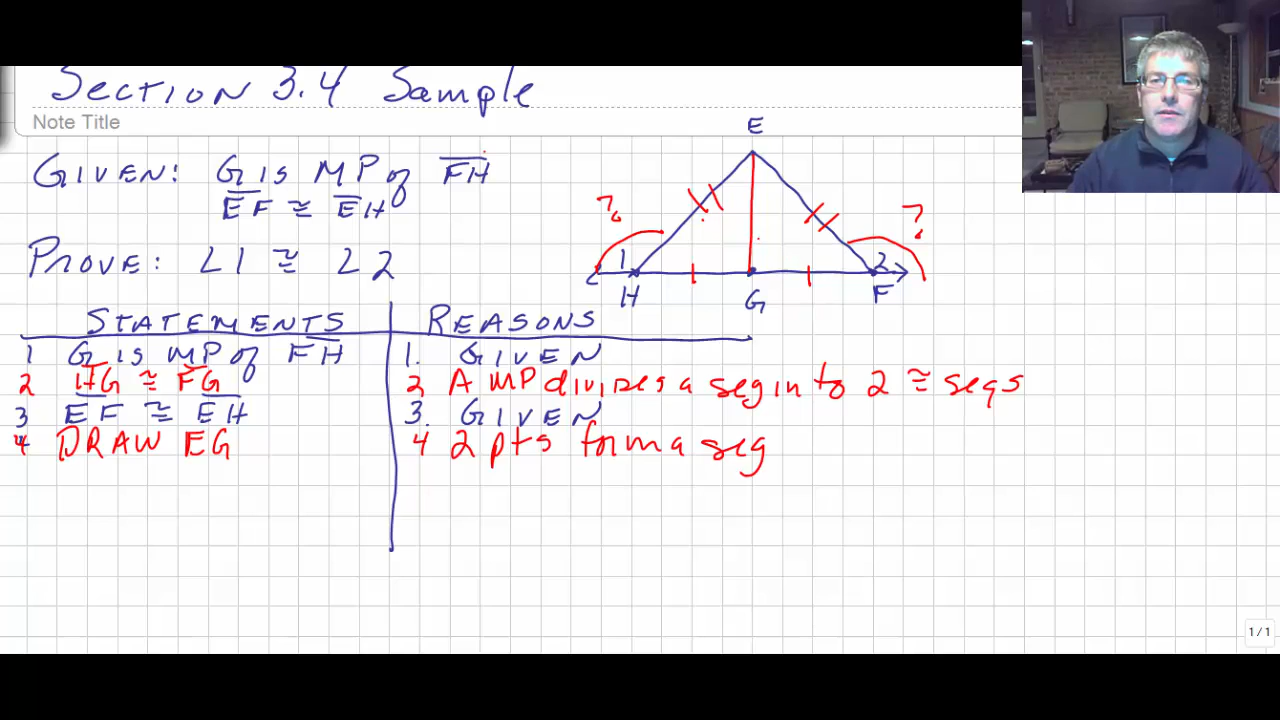 Section 3.4 Sample
Note Title
GIVEN: G is MP of FH
EF ≅ EH
PROVE: ∠1 ≅ ∠2
E
?
?
1
2
H
G
F
STATEMENTS REASONS
1 G is MP of FH 1. GIVEN
2 HG ≅ FG 2 A MP divides a seg in to 2 ≅ segs
3 EF ≅ EH 3. GIVEN
4 DRAW EG 4 2 pts form a seg
1/1